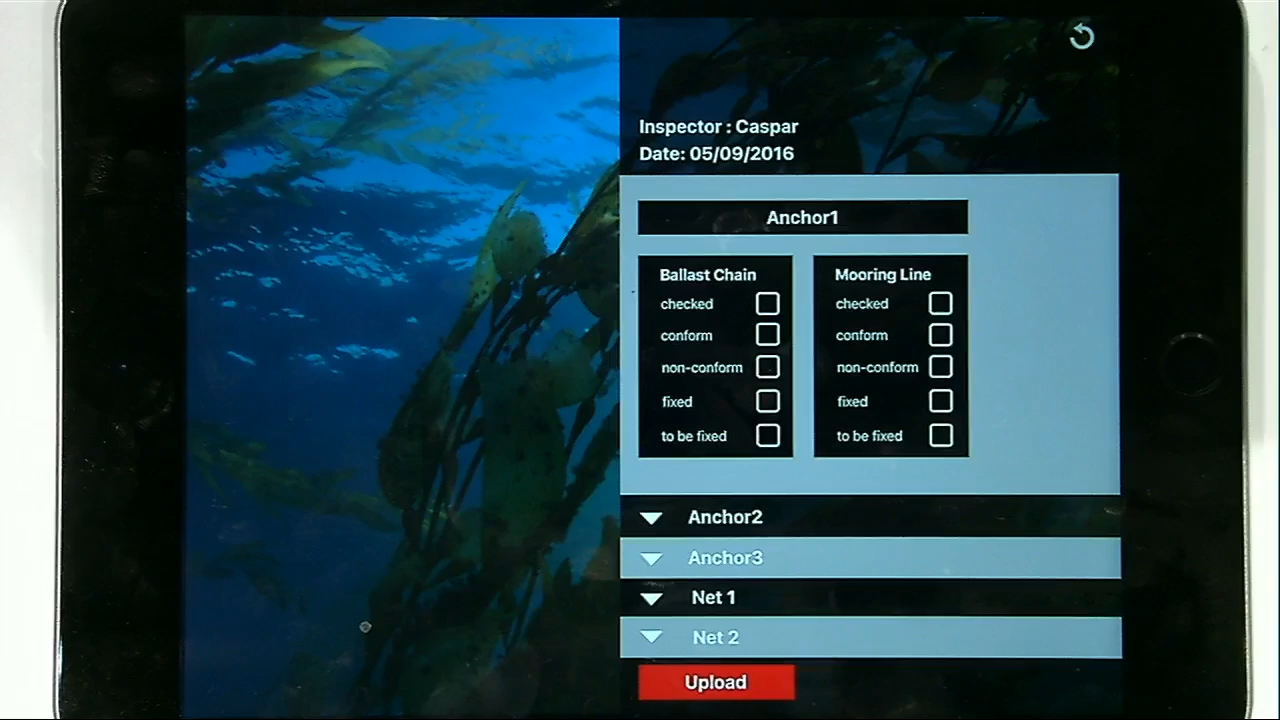 Inspector : Caspar
Date: 05/09/2016
Anchor1
Ballast Chain
checked
conform
non-conform
fixed
to be fixed
Mooring Line
checked
conform
non-conform
fixed
to be fixed
Anchor2
Anchor3
Net 1
Net 2
Upload